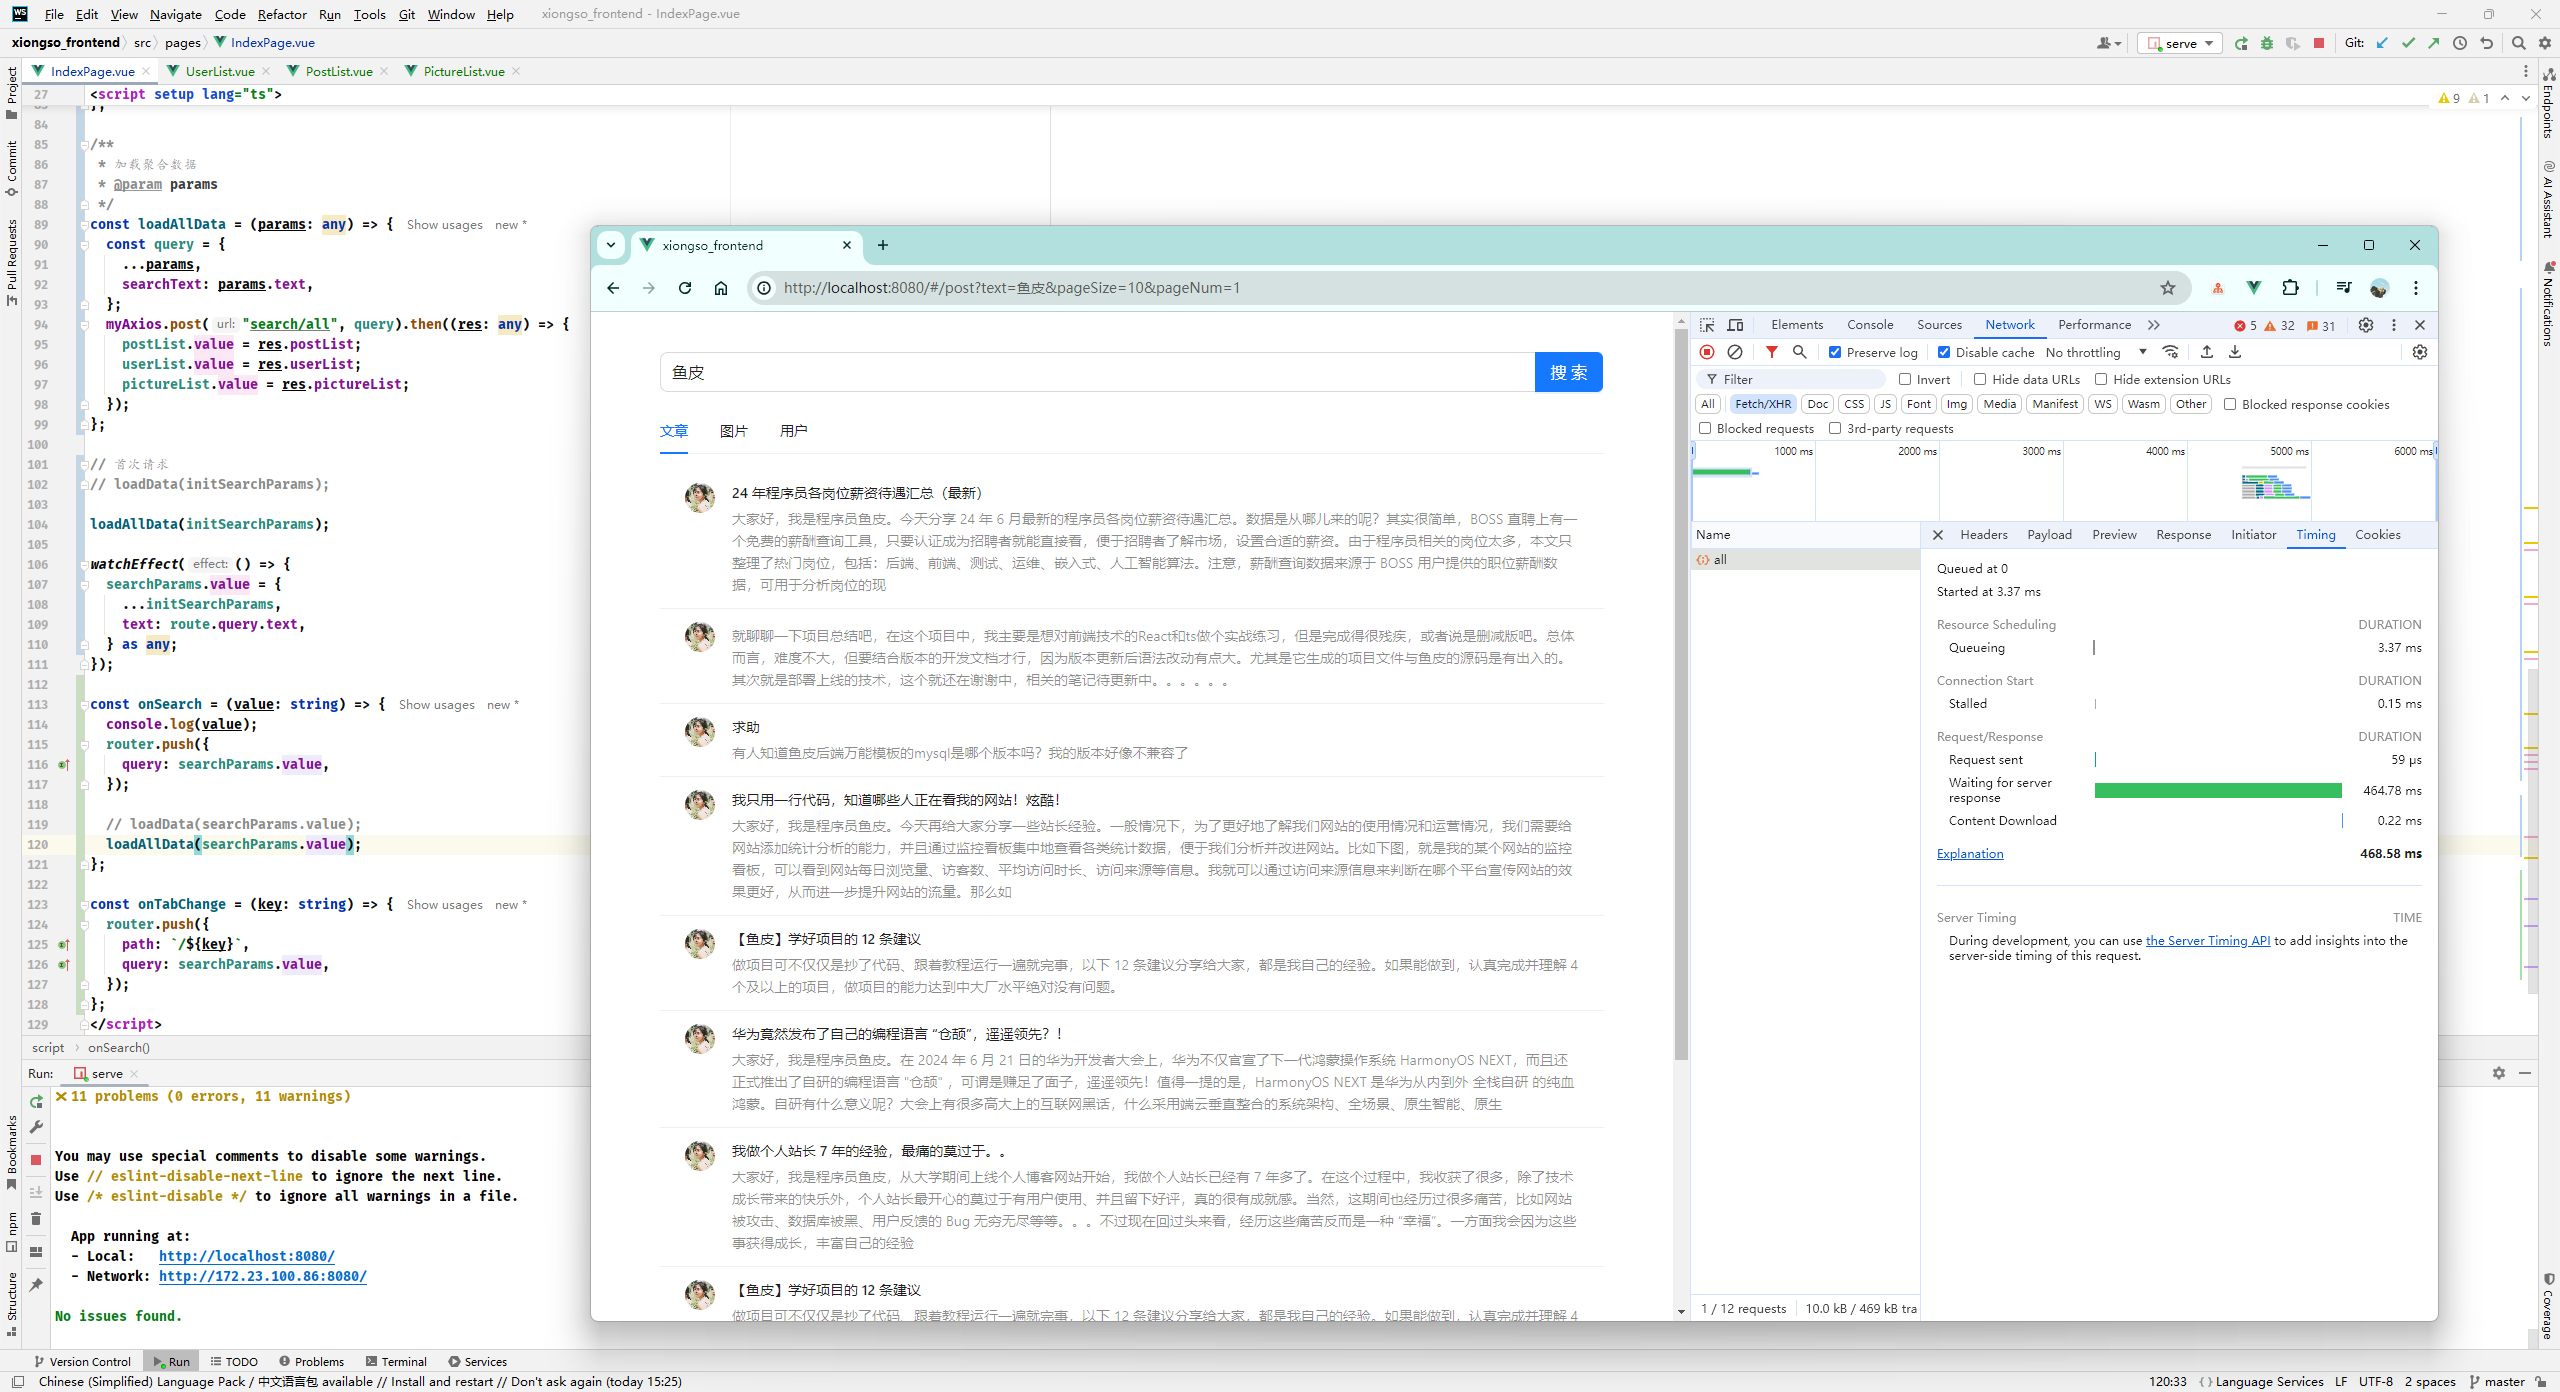 File Edit View Navigate Code Refactor Run Tools Git Window Help xiongso_frontend - IndexPage.vue
xiongso_frontend src pages IndexPage.vue
serve Git:
IndexPage.vue UserList.vue PostList.vue PictureList.vue
Project
Commit
Pull Requests
Bookmarks
npm
Structure
27 <script setup lang="ts">
9 1
84
85 /**
86 * 加载聚合数据
87 * @param params
88 */
89 const loadAllData = (params: any) => { Show usages new *
90 const query = {
91 ...params,
92 searchText: params.text,
93 };
94 myAxios.post( url: "search/all", query).then((res: any) => {
95 postList.value = res.postList;
96 userList.value = res.userList;
97 pictureList.value = res.pictureList;
98 });
99 };
100
101 // 首次请求
102 // loadData(initSearchParams);
103
104 loadAllData(initSearchParams);
105
106 watchEffect( effect: () => {
107 searchParams.value = {
108 ...initSearchParams,
109 text: route.query.text,
110 } as any;
111 });
112
113 const onSearch = (value: string) => { Show usages new *
114 console.log(value);
115 router.push({
116 query: searchParams.value,
117 });
118
119 // loadData(searchParams.value);
120 loadAllData(searchParams.value);
121 };
122
123 const onTabChange = (key: string) => { Show usages new *
124 router.push({
125 path: `/${key}`,
126 query: searchParams.value,
127 });
128 };
129 </script>
script onSearch()
Run: serve
11 problems (0 errors, 11 warnings)
You may use special comments to disable some warnings.
Use // eslint-disable-next-line to ignore the next line.
Use /* eslint-disable */ to ignore all warnings in a file.
App running at:
- Local: http://localhost:8080/
- Network: http://172.23.100.86:8080/
No issues found.
Version Control Run TODO Problems Terminal Services
Chinese (Simplified) Language Pack / 中文语言包 available // Install and restart // Don't ask again (today 15:25)
120:33 Language Services LF UTF-8 2 spaces master
Endpoints
AI Assistant
Notifications
Coverage
xiongso_frontend
http://localhost:8080/#/post?text=鱼皮&pageSize=10&pageNum=1
鱼皮 搜 索
文章 图片 用户
24 年程序员各岗位薪资待遇汇总（最新）
大家好，我是程序员鱼皮。今天分享 24 年 6 月最新的程序员各岗位薪资待遇汇总。数据是从哪儿来的呢？其实很简单，BOSS 直聘上有一
个免费的薪酬查询工具，只要认证成为招聘者就能直接看，便于招聘者了解市场，设置合适的薪资。由于程序员相关的岗位太多，本文只
整理了热门岗位，包括：后端、前端、测试、运维、嵌入式、人工智能算法。注意，薪酬查询数据来源于 BOSS 用户提供的职位薪酬数
据，可用于分析岗位的现
就聊聊一下项目总结吧，在这个项目中，我主要是想对前端技术的React和ts做个实战练习，但是完成得很残疾，或者说是删减版吧。总体
而言，难度不大，但要结合版本的开发文档才行，因为版本更新后语法改动有点大。尤其是它生成的项目文件与鱼皮的源码是有出入的。
其次就是部署上线的技术，这个就还在谢谢中，相关的笔记待更新中。。。。。。
求助
有人知道鱼皮后端万能模板的mysql是哪个版本吗？我的版本好像不兼容了
我只用一行代码，知道哪些人正在看我的网站！炫酷！
大家好，我是程序员鱼皮。今天再给大家分享一些站长经验。一般情况下，为了更好地了解我们网站的使用情况和运营情况，我们需要给
网站添加统计分析的能力，并且通过监控看板集中地查看各类统计数据，便于我们分析并改进网站。比如下图，就是我的某个网站的监控
看板，可以看到网站每日浏览量、访客数、平均访问时长、访问来源等信息。我就可以通过访问来源信息来判断在哪个平台宣传网站的效
果更好，从而进一步提升网站的流量。那么如
【鱼皮】学好项目的 12 条建议
做项目可不仅仅是抄了代码、跟着教程运行一遍就完事，以下 12 条建议分享给大家，都是我自己的经验。如果能做到，认真完成并理解 4
个及以上的项目，做项目的能力达到中大厂水平绝对没有问题。
华为竟然发布了自己的编程语言 “仓颉”，遥遥领先？！
大家好，我是程序员鱼皮。在 2024 年 6 月 21 日的华为开发者大会上，华为不仅官宣了下一代鸿蒙操作系统 HarmonyOS NEXT，而且还
正式推出了自研的编程语言 "仓颉" ，可谓是赚足了面子，遥遥领先！值得一提的是，HarmonyOS NEXT 是华为从内到外 全栈自研 的纯血
鸿蒙。自研有什么意义呢？大会上有很多高大上的互联网黑话，什么采用端云垂直整合的系统架构、全场景、原生智能、原生
我做个人站长 7 年的经验，最痛的莫过于。。
大家好，我是程序员鱼皮，从大学期间上线个人博客网站开始，我做个人站长已经有 7 年多了。在这个过程中，我收获了很多，除了技术
成长带来的快乐外，个人站长最开心的莫过于有用户使用、并且留下好评，真的很有成就感。当然，这期间也经历过很多痛苦，比如网站
被攻击、数据库被黑、用户反馈的 Bug 无穷无尽等等。。。不过现在回过头来看，经历这些痛苦反而是一种 “幸福”。一方面我会因为这些
事获得成长，丰富自己的经验
【鱼皮】学好项目的 12 条建议
做项目可不仅仅是抄了代码、跟着教程运行一遍就完事，以下 12 条建议分享给大家，都是我自己的经验。如果能做到，认真完成并理解 4
Elements Console Sources Network Performance 5 32 31
Preserve log Disable cache No throttling
Filter Invert Hide data URLs Hide extension URLs
All Fetch/XHR Doc CSS JS Font Img Media Manifest WS Wasm Other Blocked response cookies
Blocked requests 3rd-party requests
1000 ms 2000 ms 3000 ms 4000 ms 5000 ms 6000 ms
Name Headers Payload Preview Response Initiator Timing Cookies
all
Queued at 0
Started at 3.37 ms
Resource Scheduling DURATION
Queueing 3.37 ms
Connection Start DURATION
Stalled 0.15 ms
Request/Response DURATION
Request sent 59 μs
Waiting for server
response 464.78 ms
Content Download 0.22 ms
Explanation 468.58 ms
Server Timing TIME
During development, you can use the Server Timing API to add insights into the
server-side timing of this request.
1 / 12 requests 10.0 kB / 469 kB tra